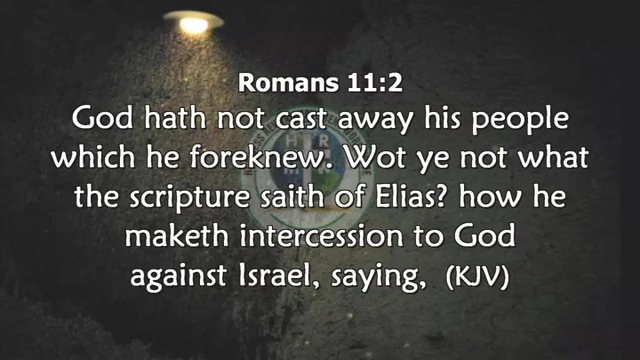 Romans 11:2
God hath not cast away his people
which he foreknew. Wot ye not what
the scripture saith of Elias? how he
maketh intercession to God
against Israel, saying, (KJV)